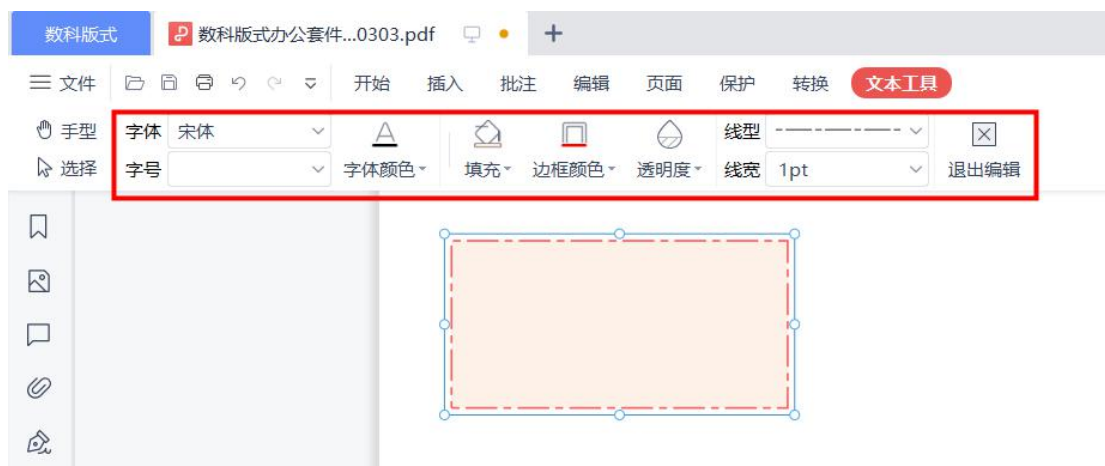 数科版式 数科版式办公套件...0303.pdf
文件 开始 插入 批注 编辑 页面 保护 转换 文本工具
手型 字体 宋体 线型
选择 字号 字体颜色 填充 边框颜色 透明度 线宽 1pt 退出编辑